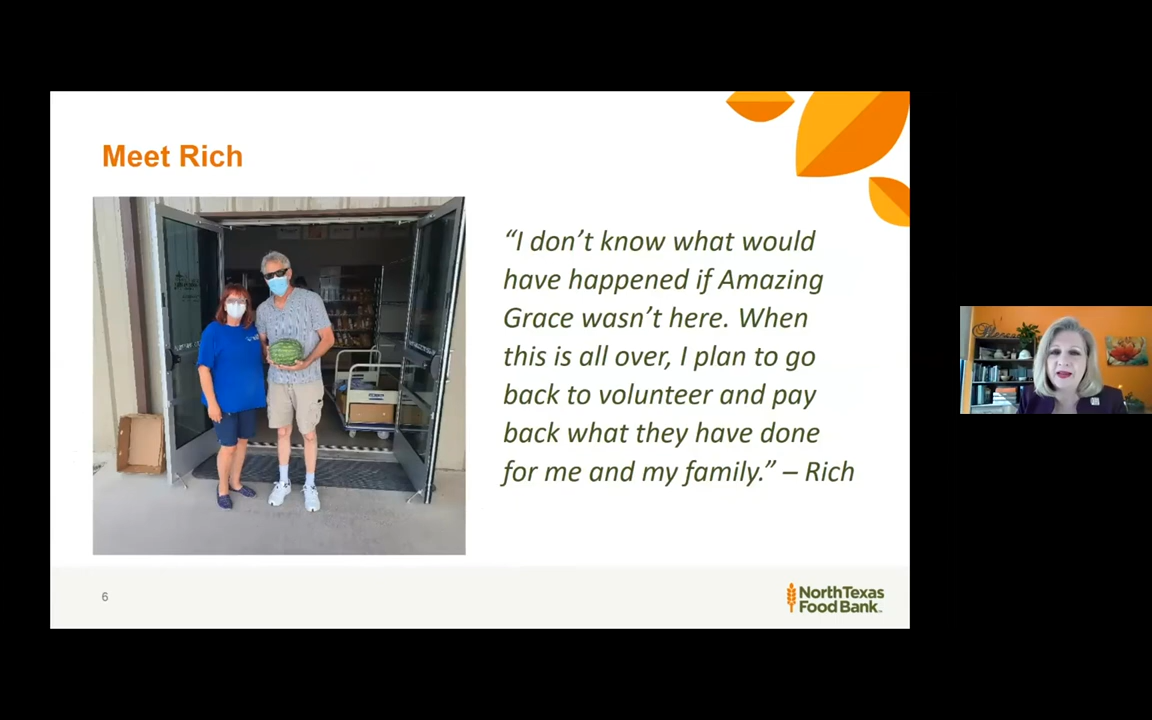 Meet Rich
“I don’t know what would
have happened if Amazing
Grace wasn’t here. When
this is all over, I plan to go
back to volunteer and pay
back what they have done
for me and my family.” – Rich
6
NorthTexas
Food Bank